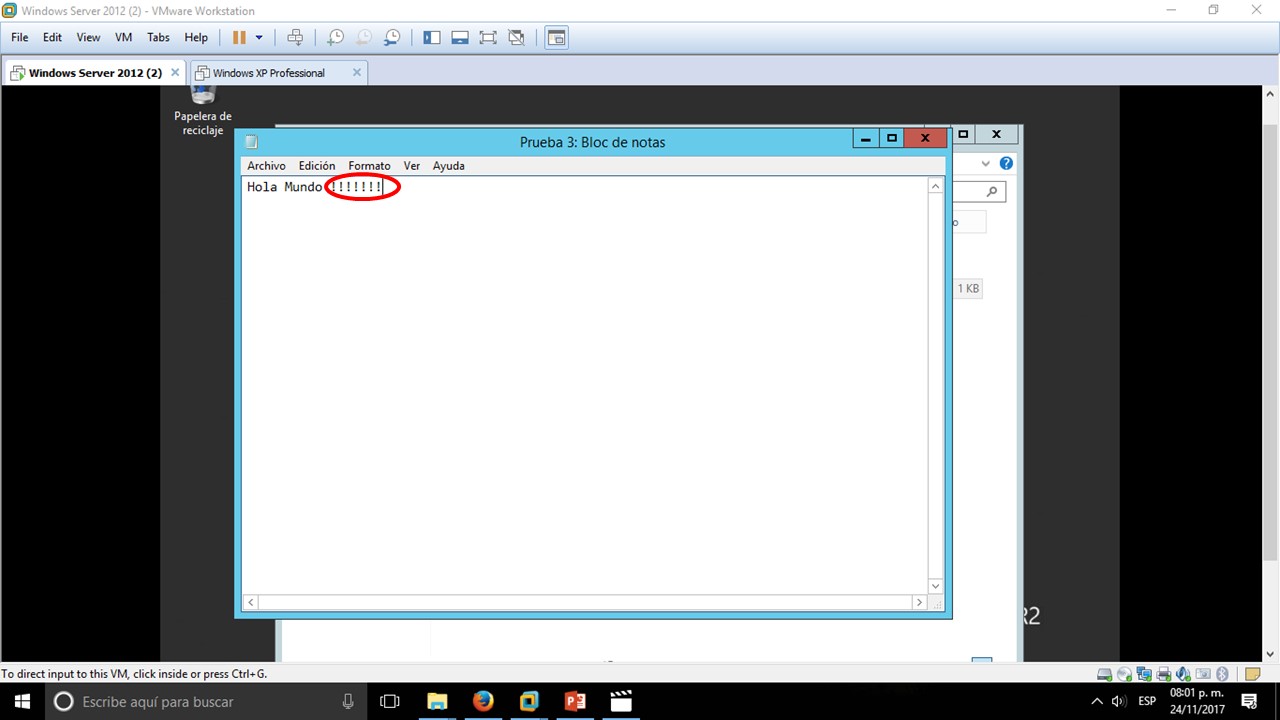 Windows Server 2012 (2) - VMware Workstation
File Edit View VM Tabs Help
Windows Server 2012 (2) Windows XP Professional
Papelera de
reciclaje
Prueba 3: Bloc de notas
Archivo Edición Formato Ver Ayuda
Hola Mundo !!!!!!!
o
1 KB
R2
To direct input to this VM, click inside or press Ctrl+G.
Escribe aquí para buscar
ESP
08:01 p. m.
24/11/2017